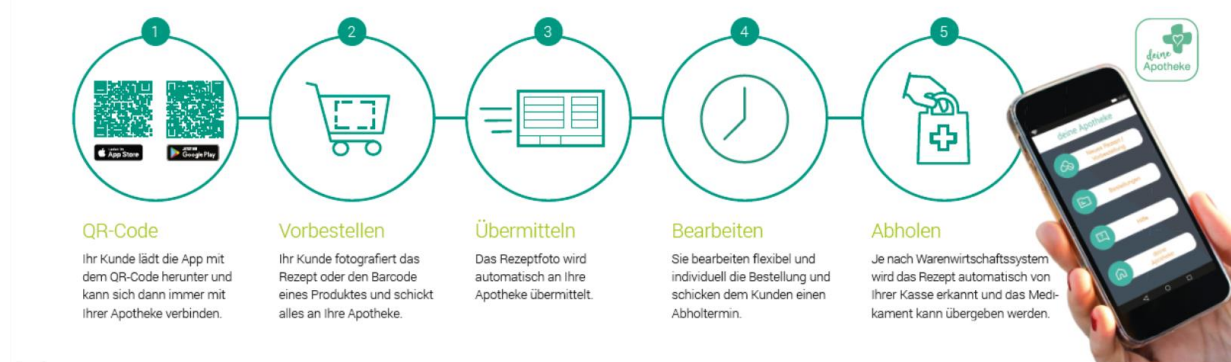 1
2
3
4
5
deine
Apotheke
App Store
Google Play
deine Apotheke
Bestellungen
Hilfe
QR-Code
Ihr Kunde lädt die App mit
dem QR-Code herunter und
kann sich dann immer mit
Ihrer Apotheke verbinden.
Vorbestellen
Ihr Kunde fotografiert das
Rezept oder den Barcode
eines Produktes und schickt
alles an Ihre Apotheke.
Übermitteln
Das Rezeptfoto wird
automatisch an Ihre
Apotheke übermittelt.
Bearbeiten
Sie bearbeiten flexibel und
individuell die Bestellung und
schicken dem Kunden einen
Abholtermin.
Abholen
Je nach Warenwirtschaftssystem
wird das Rezept automatisch von
Ihrer Kasse erkannt und das Medi-
kament kann übergeben werden.